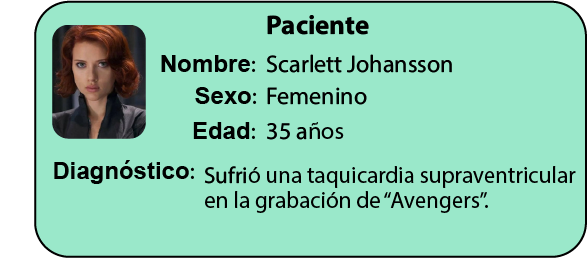 Paciente
Nombre: Scarlett Johansson
Sexo: Femenino
Edad: 35 años
Diagnóstico: Sufrió una taquicardia supraventricular
en la grabación de “Avengers”.